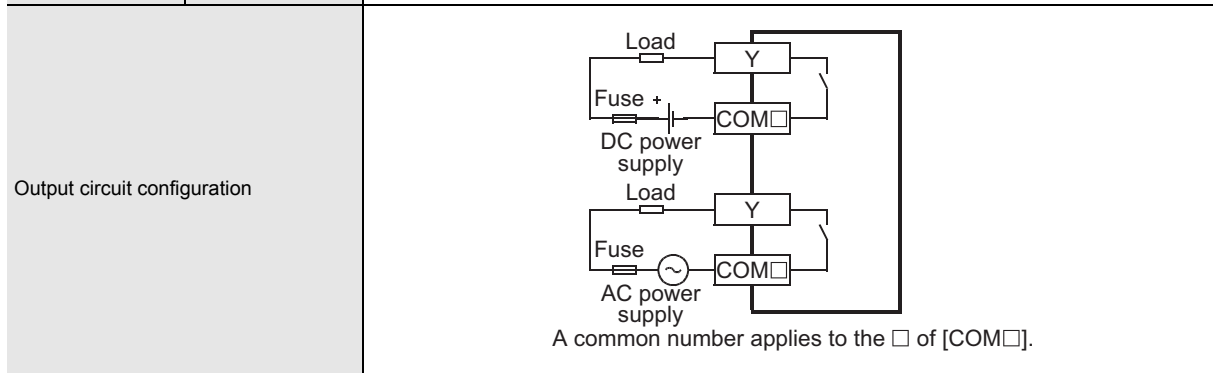 Output circuit configuration
Load
Y
Fuse +
COM□
DC power
supply
Load
Y
Fuse
COM□
AC power
supply
A common number applies to the □ of [COM□].